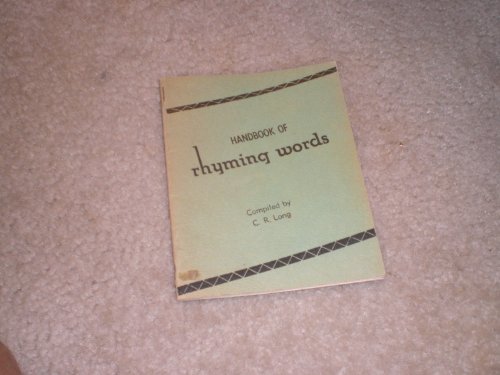 HANDBOOK OF
rhyming words
Compiled by
C. R. Long